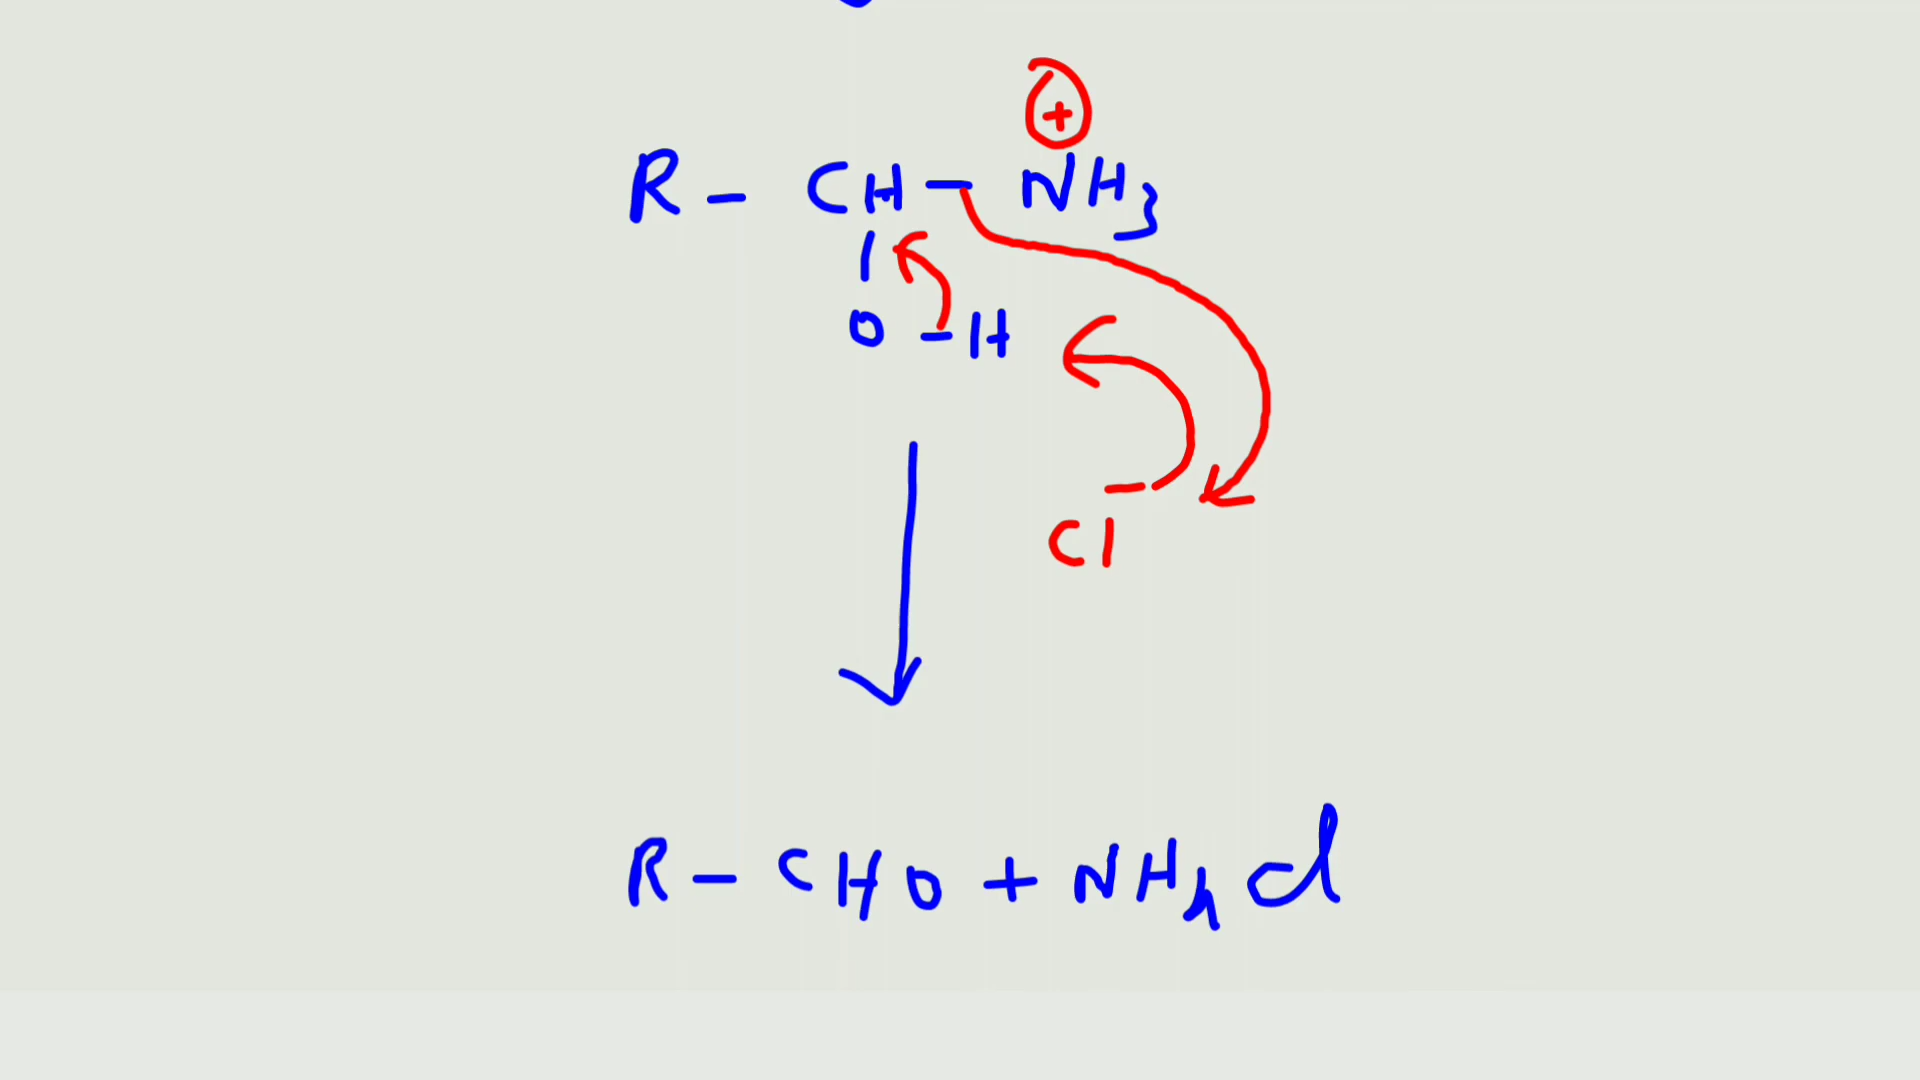 +
R - CH - NH3
O - H
-
Cl
R - CHO + NH4Cl